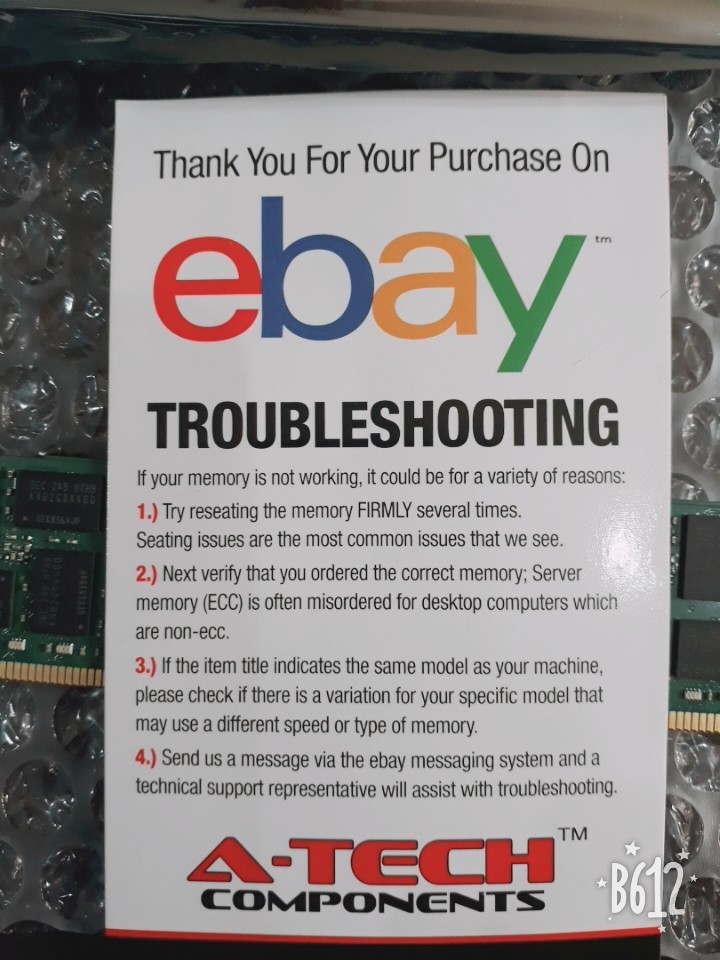 Thank You For Your Purchase On
ebay™
TROUBLESHOOTING
If your memory is not working, it could be for a variety of reasons:
1.) Try reseating the memory FIRMLY several times.
Seating issues are the most common issues that we see.
2.) Next verify that you ordered the correct memory; Server
memory (ECC) is often misordered for desktop computers which
are non-ecc.
3.) If the item title indicates the same model as your machine,
please check if there is a variation for your specific model that
may use a different speed or type of memory.
4.) Send us a message via the ebay messaging system and a
technical support representative will assist with troubleshooting.
A-TECH™
COMPONENTS
B612